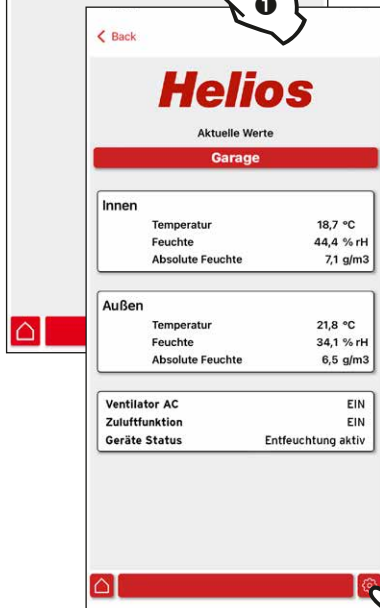 1
Back
Helios
Aktuelle Werte
Garage
Innen
Temperatur 18,7 °C
Feuchte 44,4 % rH
Absolute Feuchte 7,1 g/m3
Außen
Temperatur 21,8 °C
Feuchte 34,1 % rH
Absolute Feuchte 6,5 g/m3
Ventilator AC EIN
Zuluftfunktion EIN
Geräte Status Entfeuchtung aktiv